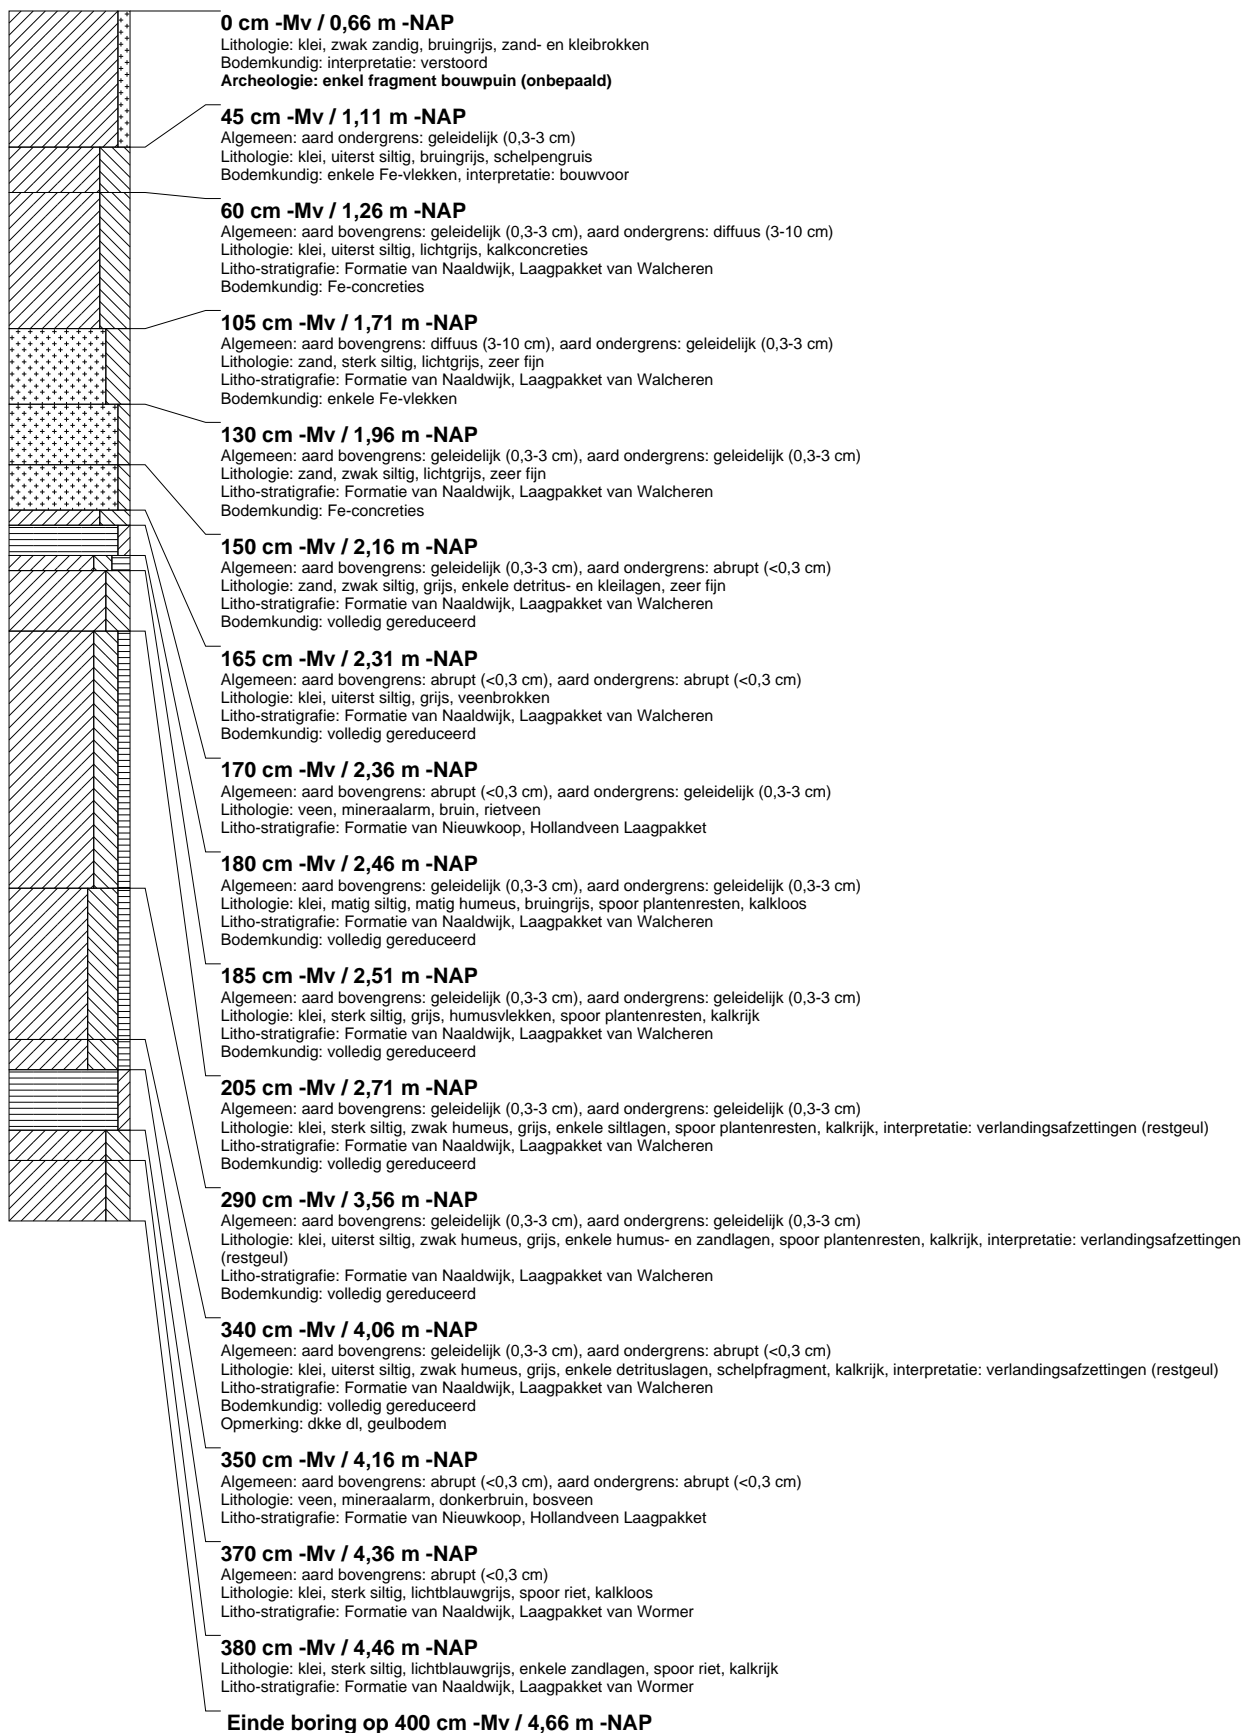 0 cm -Mv / 0,66 m -NAP
Lithologie: klei, zwak zandig, bruingrijs, zand- en kleibrokken
Bodemkundig: interpretatie: verstoord
Archeologie: enkel fragment bouwpuin (onbepaald)
45 cm -Mv / 1,11 m -NAP
Algemeen: aard ondergrens: geleidelijk (0,3-3 cm)
Lithologie: klei, uiterst siltig, bruingrijs, schelpengruis
Bodemkundig: enkele Fe-vlekken, interpretatie: bouwvoor
60 cm -Mv / 1,26 m -NAP
Algemeen: aard bovengrens: geleidelijk (0,3-3 cm), aard ondergrens: diffuus (3-10 cm)
Lithologie: klei, uiterst siltig, lichtgrijs, kalkconcreties
Litho-stratigrafie: Formatie van Naaldwijk, Laagpakket van Walcheren
Bodemkundig: Fe-concreties
105 cm -Mv / 1,71 m -NAP
Algemeen: aard bovengrens: diffuus (3-10 cm), aard ondergrens: geleidelijk (0,3-3 cm)
Lithologie: zand, sterk siltig, lichtgrijs, zeer fijn
Litho-stratigrafie: Formatie van Naaldwijk, Laagpakket van Walcheren
Bodemkundig: enkele Fe-vlekken
130 cm -Mv / 1,96 m -NAP
Algemeen: aard bovengrens: geleidelijk (0,3-3 cm), aard ondergrens: geleidelijk (0,3-3 cm)
Lithologie: zand, zwak siltig, lichtgrijs, zeer fijn
Litho-stratigrafie: Formatie van Naaldwijk, Laagpakket van Walcheren
Bodemkundig: Fe-concreties
150 cm -Mv / 2,16 m -NAP
Algemeen: aard bovengrens: geleidelijk (0,3-3 cm), aard ondergrens: abrupt (<0,3 cm)
Lithologie: zand, zwak siltig, grijs, enkele detritus- en kleilagen, zeer fijn
Litho-stratigrafie: Formatie van Naaldwijk, Laagpakket van Walcheren
Bodemkundig: volledig gereduceerd
165 cm -Mv / 2,31 m -NAP
Algemeen: aard bovengrens: abrupt (<0,3 cm), aard ondergrens: abrupt (<0,3 cm)
Lithologie: klei, uiterst siltig, grijs, veenbrokken
Litho-stratigrafie: Formatie van Naaldwijk, Laagpakket van Walcheren
Bodemkundig: volledig gereduceerd
170 cm -Mv / 2,36 m -NAP
Algemeen: aard bovengrens: abrupt (<0,3 cm), aard ondergrens: geleidelijk (0,3-3 cm)
Lithologie: veen, mineraalarm, bruin, rietveen
Litho-stratigrafie: Formatie van Nieuwkoop, Hollandveen Laagpakket
180 cm -Mv / 2,46 m -NAP
Algemeen: aard bovengrens: geleidelijk (0,3-3 cm), aard ondergrens: geleidelijk (0,3-3 cm)
Lithologie: klei, matig siltig, matig humeus, bruingrijs, spoor plantenresten, kalkloos
Litho-stratigrafie: Formatie van Naaldwijk, Laagpakket van Walcheren
Bodemkundig: volledig gereduceerd
185 cm -Mv / 2,51 m -NAP
Algemeen: aard bovengrens: geleidelijk (0,3-3 cm), aard ondergrens: geleidelijk (0,3-3 cm)
Lithologie: klei, sterk siltig, grijs, humusvlekken, spoor plantenresten, kalkrijk
Litho-stratigrafie: Formatie van Naaldwijk, Laagpakket van Walcheren
Bodemkundig: volledig gereduceerd
205 cm -Mv / 2,71 m -NAP
Algemeen: aard bovengrens: geleidelijk (0,3-3 cm), aard ondergrens: geleidelijk (0,3-3 cm)
Lithologie: klei, sterk siltig, zwak humeus, grijs, enkele siltlagen, spoor plantenresten, kalkrijk, interpretatie: verlandingsafzettingen (restgeul)
Litho-stratigrafie: Formatie van Naaldwijk, Laagpakket van Walcheren
Bodemkundig: volledig gereduceerd
290 cm -Mv / 3,56 m -NAP
Algemeen: aard bovengrens: geleidelijk (0,3-3 cm), aard ondergrens: geleidelijk (0,3-3 cm)
Lithologie: klei, uiterst siltig, zwak humeus, grijs, enkele humus- en zandlagen, spoor plantenresten, kalkrijk, interpretatie: verlandingsafzettingen
(restgeul)
Litho-stratigrafie: Formatie van Naaldwijk, Laagpakket van Walcheren
Bodemkundig: volledig gereduceerd
340 cm -Mv / 4,06 m -NAP
Algemeen: aard bovengrens: geleidelijk (0,3-3 cm), aard ondergrens: abrupt (<0,3 cm)
Lithologie: klei, uiterst siltig, zwak humeus, grijs, enkele detrituslagen, schelpfragment, kalkrijk, interpretatie: verlandingsafzettingen (restgeul)
Litho-stratigrafie: Formatie van Naaldwijk, Laagpakket van Walcheren
Bodemkundig: volledig gereduceerd
Opmerking: dkke dl, geulbodem
350 cm -Mv / 4,16 m -NAP
Algemeen: aard bovengrens: abrupt (<0,3 cm), aard ondergrens: abrupt (<0,3 cm)
Lithologie: veen, mineraalarm, donkerbruin, bosveen
Litho-stratigrafie: Formatie van Nieuwkoop, Hollandveen Laagpakket
370 cm -Mv / 4,36 m -NAP
Algemeen: aard bovengrens: abrupt (<0,3 cm)
Lithologie: klei, sterk siltig, lichtblauwgrijs, spoor riet, kalkloos
Litho-stratigrafie: Formatie van Naaldwijk, Laagpakket van Wormer
380 cm -Mv / 4,46 m -NAP
Lithologie: klei, sterk siltig, lichtblauwgrijs, enkele zandlagen, spoor riet, kalkrijk
Litho-stratigrafie: Formatie van Naaldwijk, Laagpakket van Wormer
Einde boring op 400 cm -Mv / 4,66 m -NAP